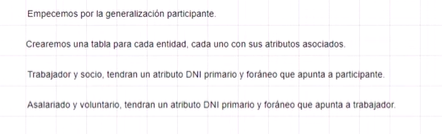 Empecemos por la generalización participante.
Crearemos una tabla para cada entidad, cada uno con sus atributos asociados.
Trabajador y socio, tendran un atributo DNI primario y foráneo que apunta a participante.
Asalariado y voluntario, tendran un atributo DNI primario y foráneo que apunta a trabajador.